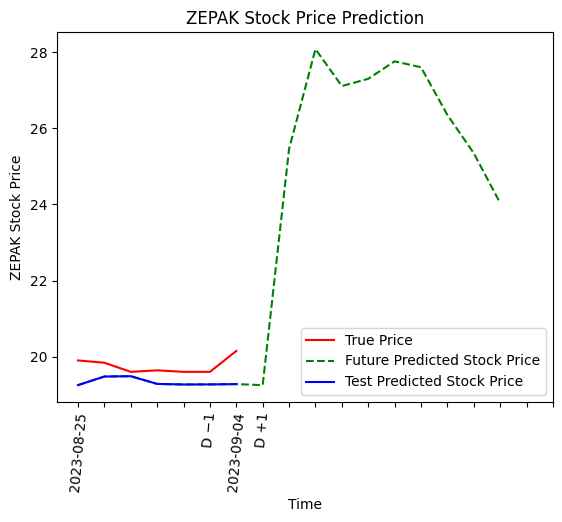 ZEPAK Stock Price Prediction
28
26
24
22
20
ZEPAK Stock Price
True Price
Future Predicted Stock Price
Test Predicted Stock Price
2023-08-25
D −1
2023-09-04
D +1
Time